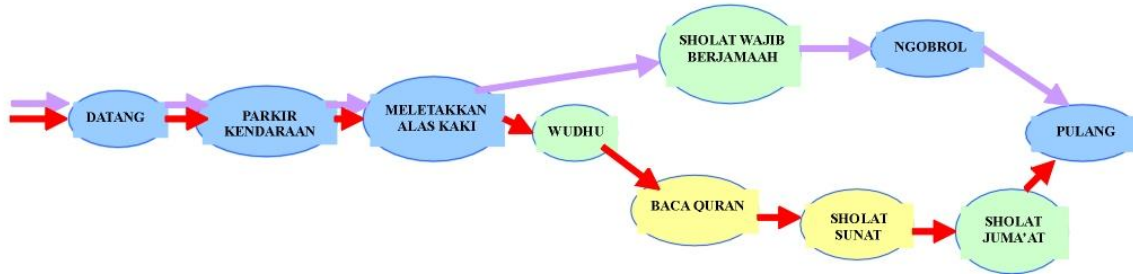 DATANG
PARKIR
KENDARAAN
MELETAKKAN
ALAS KAKI
SHOLAT WAJIB
BERJAMAAH
NGOBROL
WUDHU
BACA QURAN
SHOLAT
SUNAT
SHOLAT
JUMA'AT
PULANG